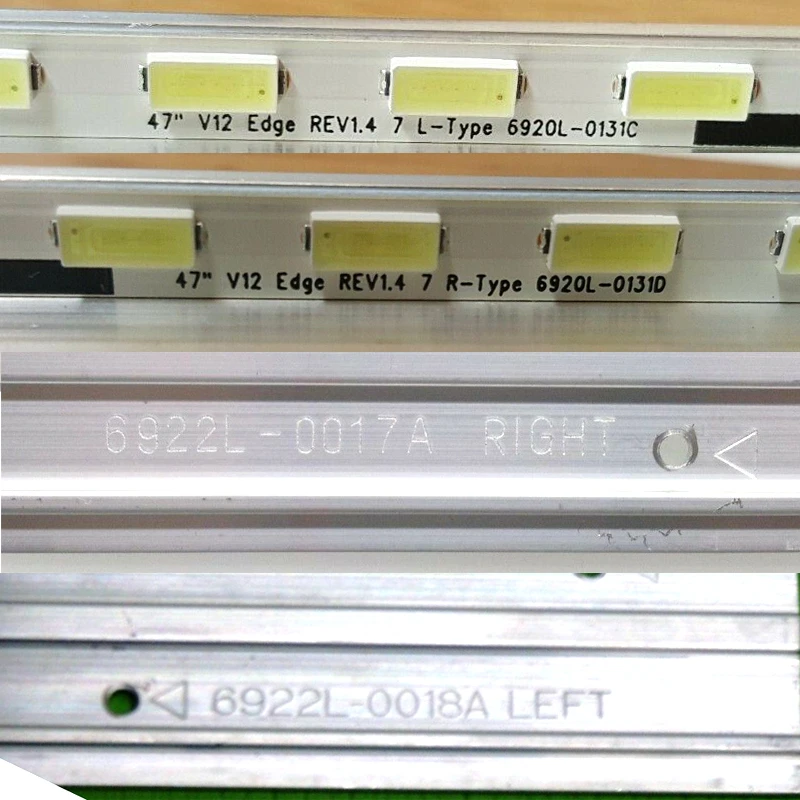 47" V12 Edge REV1.4 7 L-Type 6920L-0131C
47" V12 Edge REV1.4 7 R-Type 6920L-0131D
6922L-0017A RIGHT
6922L-0018A LEFT